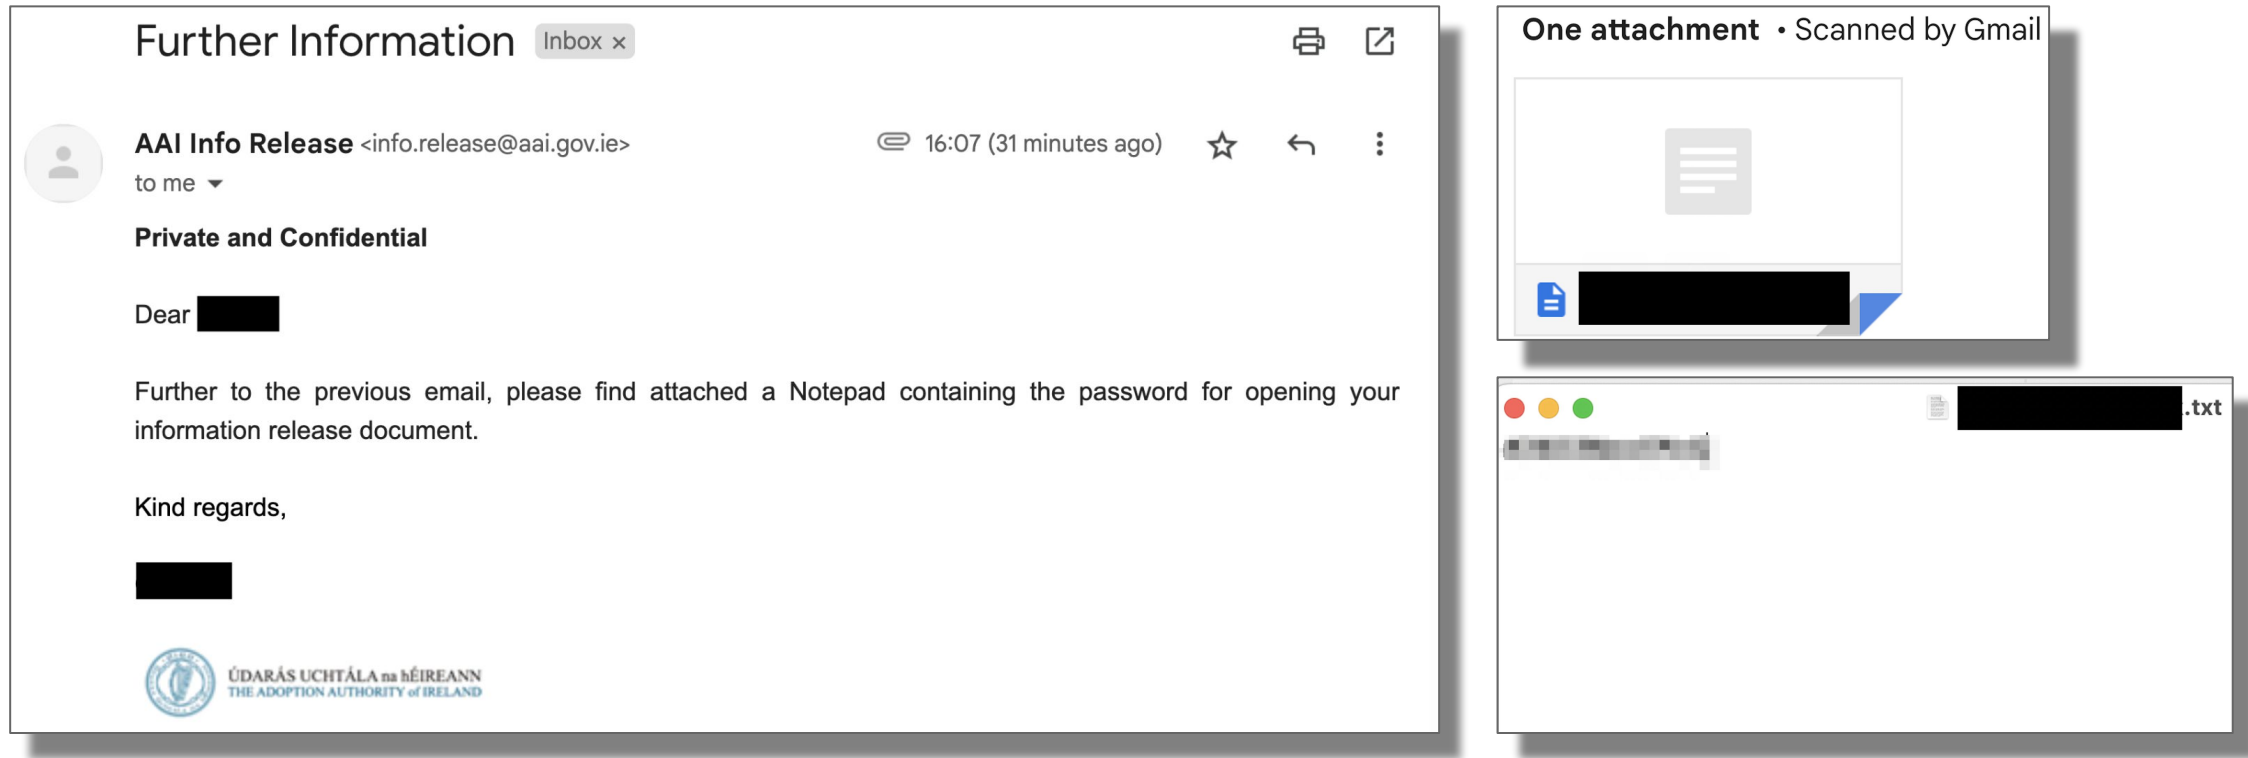 Further Information Inbox ×
AAI Info Release <info.release@aai.gov.ie> 16:07 (31 minutes ago)
to me
Private and Confidential
Dear
Further to the previous email, please find attached a Notepad containing the password for opening your
information release document.
Kind regards,
ÚDARÁS UCHTÁLA na hÉIREANN
THE ADOPTION AUTHORITY of IRELAND
One attachment • Scanned by Gmail
.txt